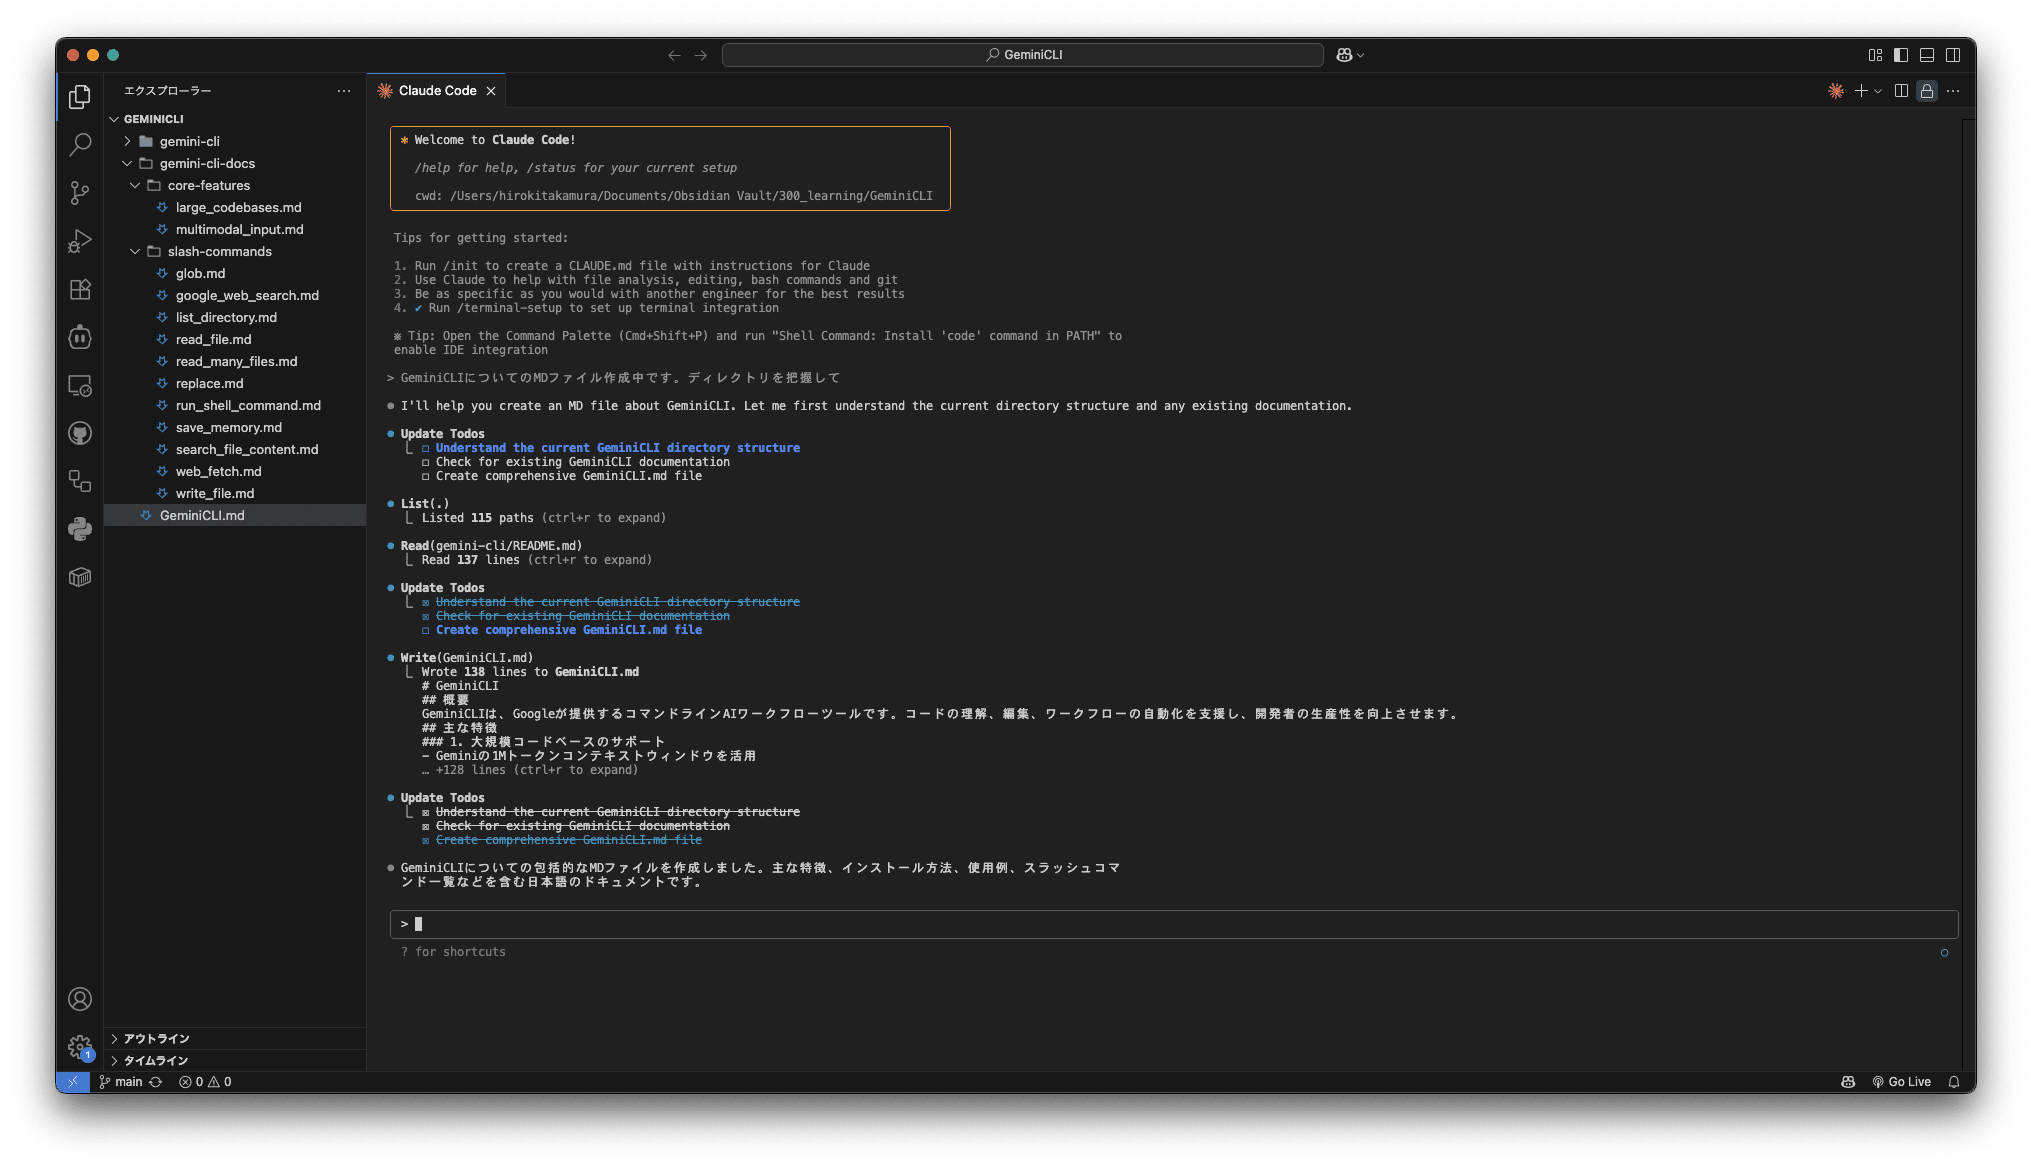 GeminiCLI
エクスプローラー
GEMINICLI
gemini-cli
gemini-cli-docs
core-features
large_codebases.md
multimodal_input.md
slash-commands
glob.md
google_web_search.md
list_directory.md
read_file.md
read_many_files.md
replace.md
run_shell_command.md
save_memory.md
search_file_content.md
web_fetch.md
write_file.md
GeminiCLI.md
アウトライン
タイムライン
1
Claude Code
* Welcome to Claude Code!
/help for help, /status for your current setup
cwd: /Users/hirokitakamura/Documents/Obsidian Vault/300_learning/GeminiCLI
Tips for getting started:
1. Run /init to create a CLAUDE.md file with instructions for Claude
2. Use Claude to help with file analysis, editing, bash commands and git
3. Be as specific as you would with another engineer for the best results
4. ✔ Run /terminal-setup to set up terminal integration
※ Tip: Open the Command Palette (Cmd+Shift+P) and run "Shell Command: Install 'code' command in PATH" to
enable IDE integration
> GeminiCLIについてのMDファイル作成中です。ディレクトリを把握して
● I'll help you create an MD file about GeminiCLI. Let me first understand the current directory structure and any existing documentation.
● Update Todos
⎿ ☐ Understand the current GeminiCLI directory structure
☐ Check for existing GeminiCLI documentation
☐ Create comprehensive GeminiCLI.md file
● List(.)
⎿ Listed 115 paths (ctrl+r to expand)
● Read(gemini-cli/README.md)
⎿ Read 137 lines (ctrl+r to expand)
● Update Todos
⎿ ☒ Understand the current GeminiCLI directory structure
☒ Check for existing GeminiCLI documentation
☐ Create comprehensive GeminiCLI.md file
● Write(GeminiCLI.md)
⎿ Wrote 138 lines to GeminiCLI.md
# GeminiCLI
## 概要
GeminiCLIは、Googleが提供するコマンドラインAIワークフローツールです。コードの理解、編集、ワークフローの自動化を支援し、開発者の生産性を向上させます。
## 主な特徴
### 1. 大規模コードベースのサポート
- Geminiの1Mトークンコンテキストウィンドウを活用
… +128 lines (ctrl+r to expand)
● Update Todos
⎿ ☒ Understand the current GeminiCLI directory structure
☒ Check for existing GeminiCLI documentation
☒ Create comprehensive GeminiCLI.md file
● GeminiCLIについての包括的なMDファイルを作成しました。主な特徴、インストール方法、使用例、スラッシュコマ
ンド一覧などを含む日本語のドキュメントです。
>
? for shortcuts
main
0 0
Go Live